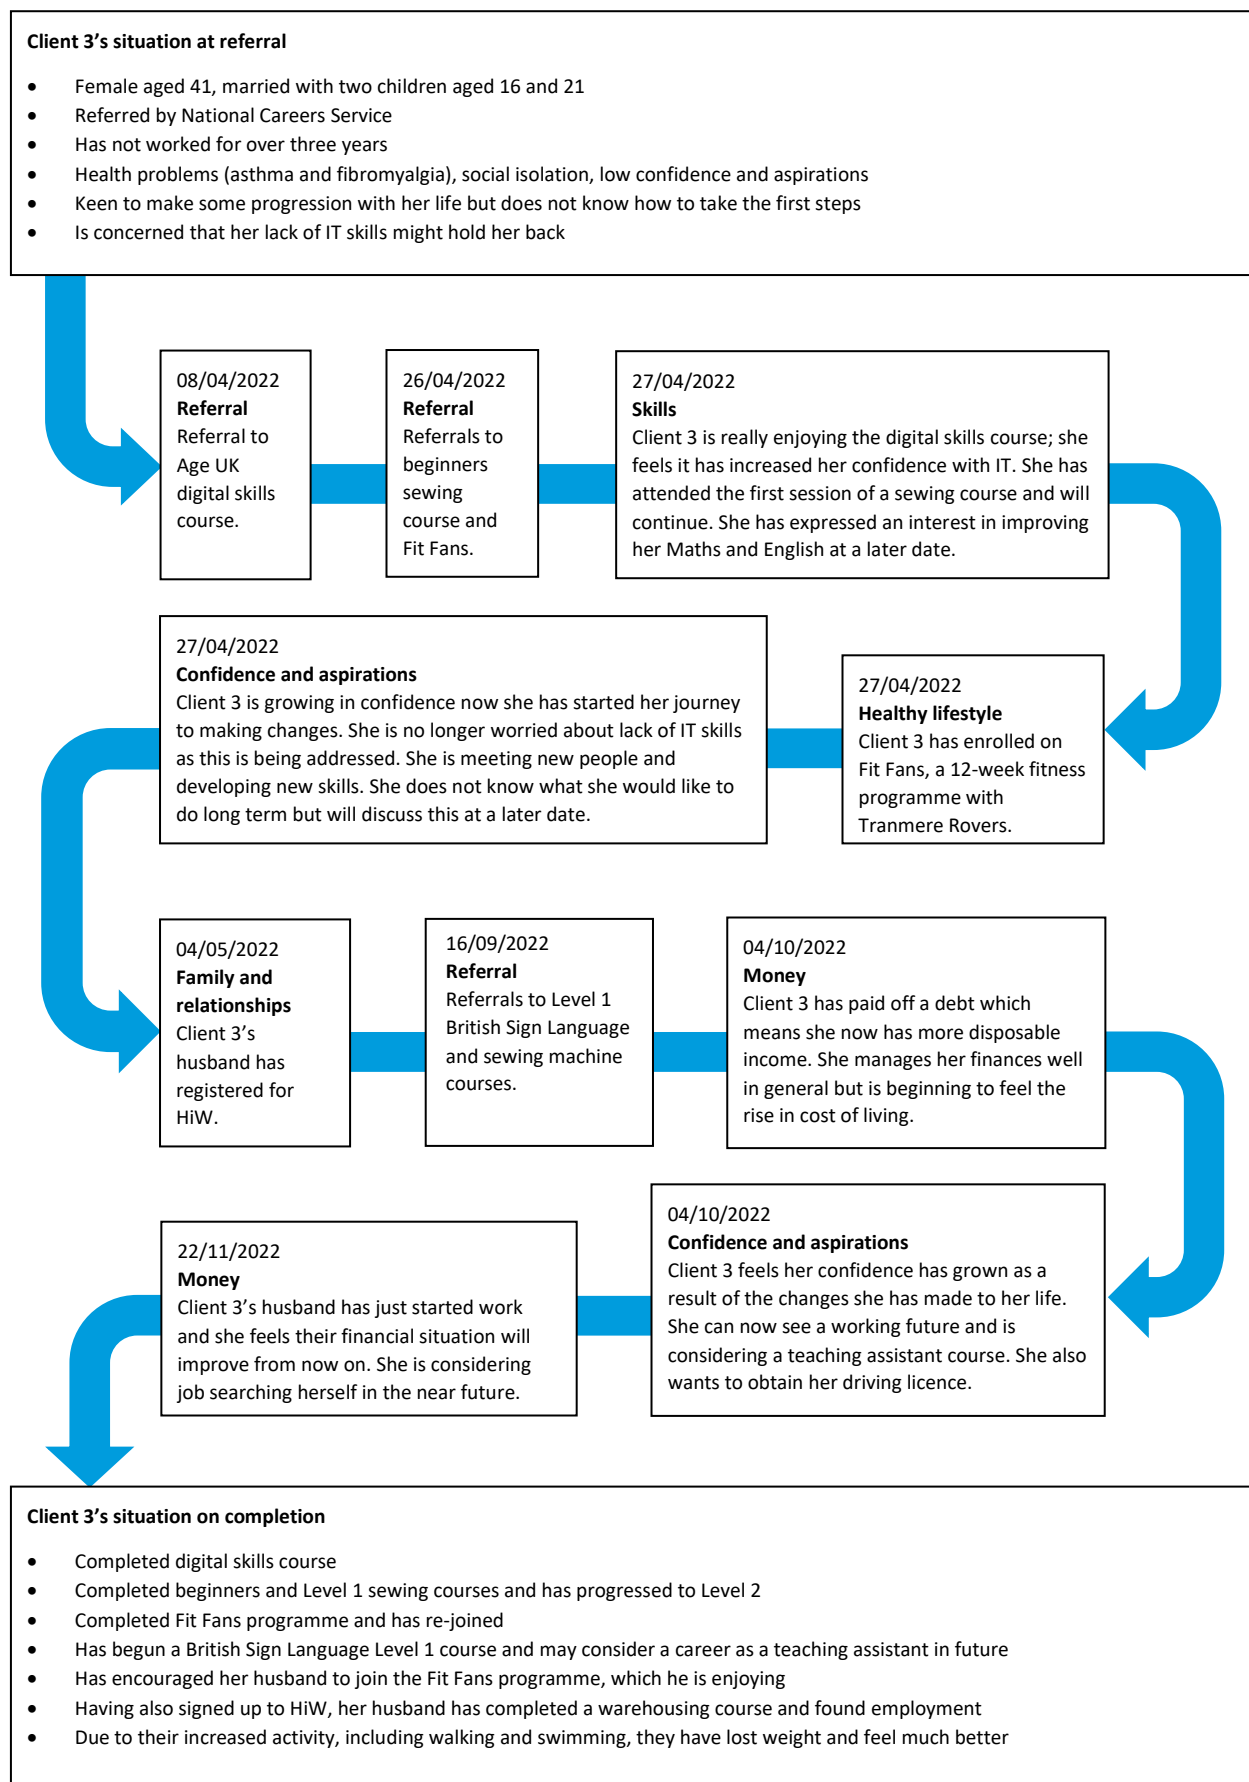 Client 3’s situation at referral
• Female aged 41, married with two children aged 16 and 21
• Referred by National Careers Service
• Has not worked for over three years
• Health problems (asthma and fibromyalgia), social isolation, low confidence and aspirations
• Keen to make some progression with her life but does not know how to take the first steps
• Is concerned that her lack of IT skills might hold her back
08/04/2022
Referral
Referral to
Age UK
digital skills
course.
26/04/2022
Referral
Referrals to
beginners
sewing
course and
Fit Fans.
27/04/2022
Skills
Client 3 is really enjoying the digital skills course; she
feels it has increased her confidence with IT. She has
attended the first session of a sewing course and will
continue. She has expressed an interest in improving
her Maths and English at a later date.
27/04/2022
Healthy lifestyle
Client 3 has enrolled on
Fit Fans, a 12-week fitness
programme with
Tranmere Rovers.
27/04/2022
Confidence and aspirations
Client 3 is growing in confidence now she has started her journey
to making changes. She is no longer worried about lack of IT skills
as this is being addressed. She is meeting new people and
developing new skills. She does not know what she would like to
do long term but will discuss this at a later date.
04/05/2022
Family and
relationships
Client 3’s
husband has
registered for
HiW.
16/09/2022
Referral
Referrals to Level 1
British Sign Language
and sewing machine
courses.
04/10/2022
Money
Client 3 has paid off a debt which
means she now has more disposable
income. She manages her finances well
in general but is beginning to feel the
rise in cost of living.
04/10/2022
Confidence and aspirations
Client 3 feels her confidence has grown as a
result of the changes she has made to her life.
She can now see a working future and is
considering a teaching assistant course. She also
wants to obtain her driving licence.
22/11/2022
Money
Client 3’s husband has just started work
and she feels their financial situation will
improve from now on. She is considering
job searching herself in the near future.
Client 3’s situation on completion
• Completed digital skills course
• Completed beginners and Level 1 sewing courses and has progressed to Level 2
• Completed Fit Fans programme and has re-joined
• Has begun a British Sign Language Level 1 course and may consider a career as a teaching assistant in future
• Has encouraged her husband to join the Fit Fans programme, which he is enjoying
• Having also signed up to HiW, her husband has completed a warehousing course and found employment
• Due to their increased activity, including walking and swimming, they have lost weight and feel much better